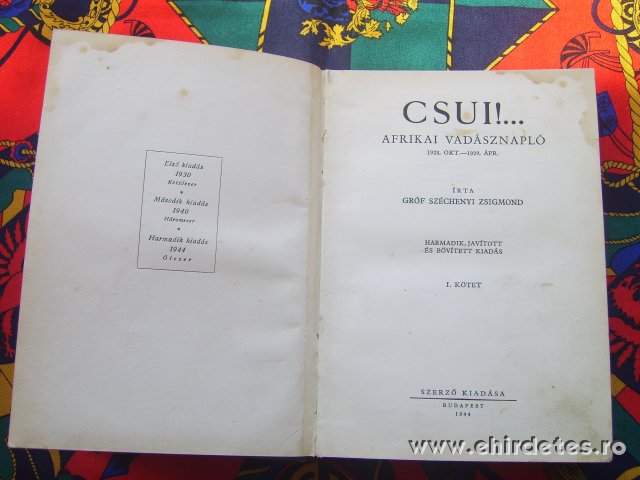 Első kiadás
1930
Kettőezer
*
Második kiadás
1940
Háromezer
*
Harmadik kiadás
1944
Ötezer
CSUI!...
AFRIKAI VADÁSZNAPLÓ
1928. OKT.—1929. ÁPR.
ÍRTA
GRÓF SZÉCHENYI ZSIGMOND
HARMADIK, JAVÍTOTT
ÉS BŐVÍTETT KIADÁS
I. KÖTET
SZERZŐ KIADÁSA
BUDAPEST
1944
www.ehirdetes.ro